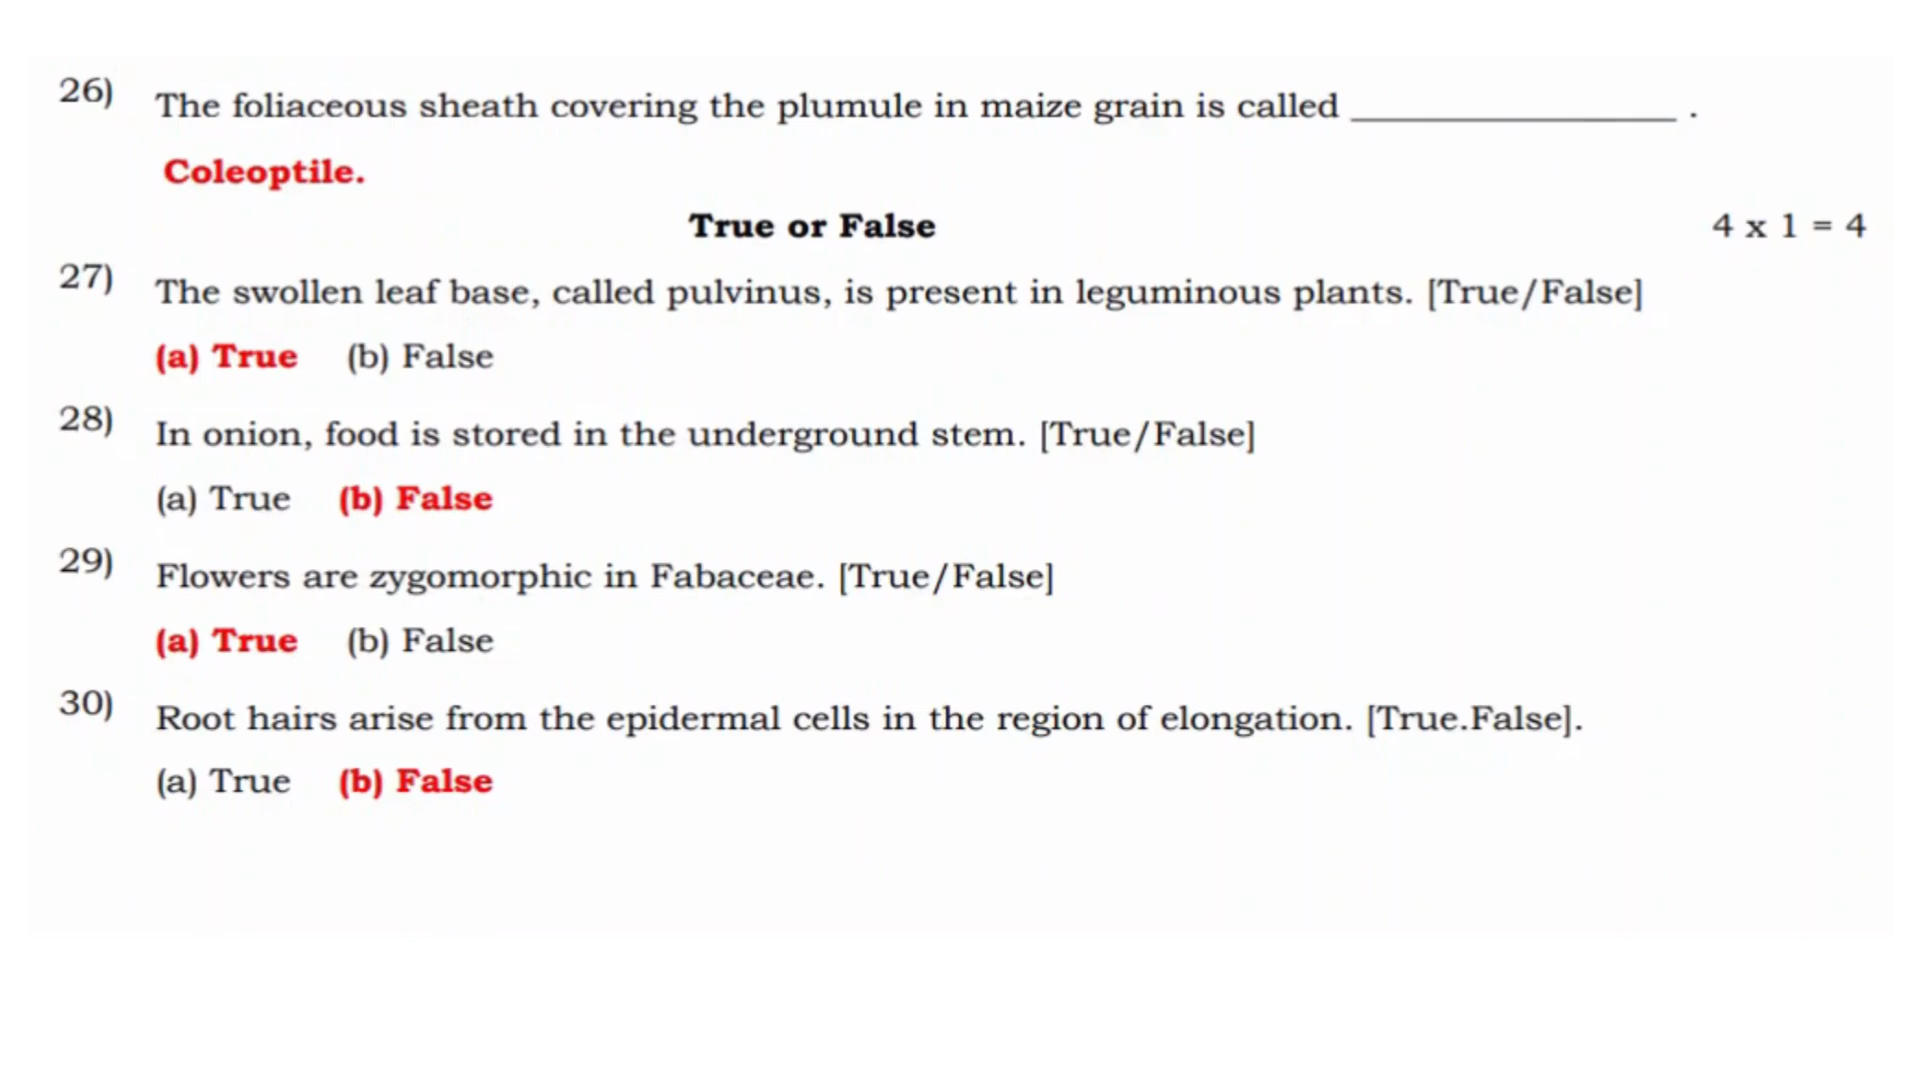 26) The foliaceous sheath covering the plumule in maize grain is called _________________ .
Coleoptile.
True or False 4 x 1 = 4
27) The swollen leaf base, called pulvinus, is present in leguminous plants. [True/False]
(a) True (b) False
28) In onion, food is stored in the underground stem. [True/False]
(a) True (b) False
29) Flowers are zygomorphic in Fabaceae. [True/False]
(a) True (b) False
30) Root hairs arise from the epidermal cells in the region of elongation. [True.False].
(a) True (b) False